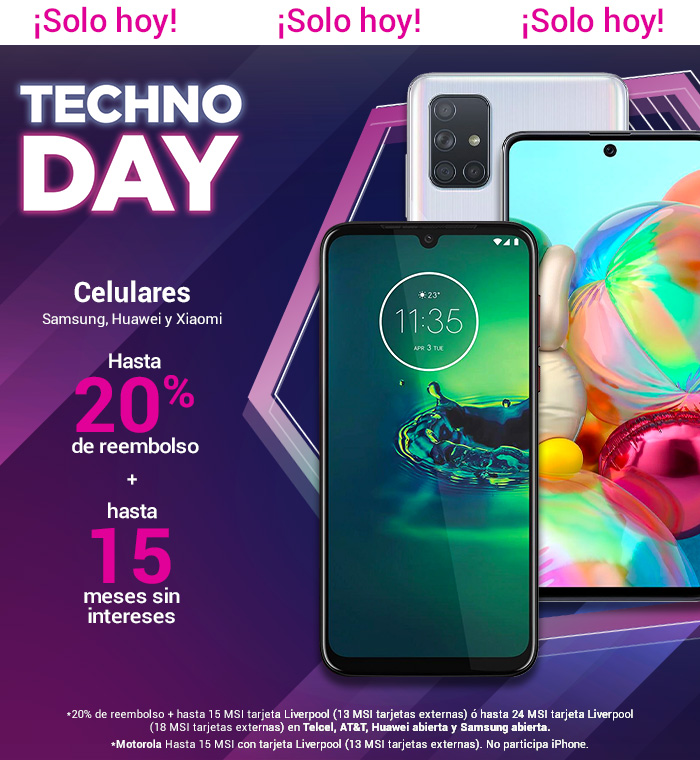 ¡Solo hoy! ¡Solo hoy! ¡Solo hoy!
TECHNO
DAY
Celulares
Samsung, Huawei y Xiaomi
Hasta
20%
de reembolso
+
hasta
15
meses sin
intereses
23°
11:35
APR 3 TUE
*20% de reembolso + hasta 15 MSI tarjeta Liverpool (13 MSI tarjetas externas) ó hasta 24 MSI tarjeta Liverpool
(18 MSI tarjetas externas) en Telcel, AT&T, Huawei abierta y Samsung abierta.
*Motorola Hasta 15 MSI con tarjeta Liverpool (13 MSI tarjetas externas). No participa iPhone.